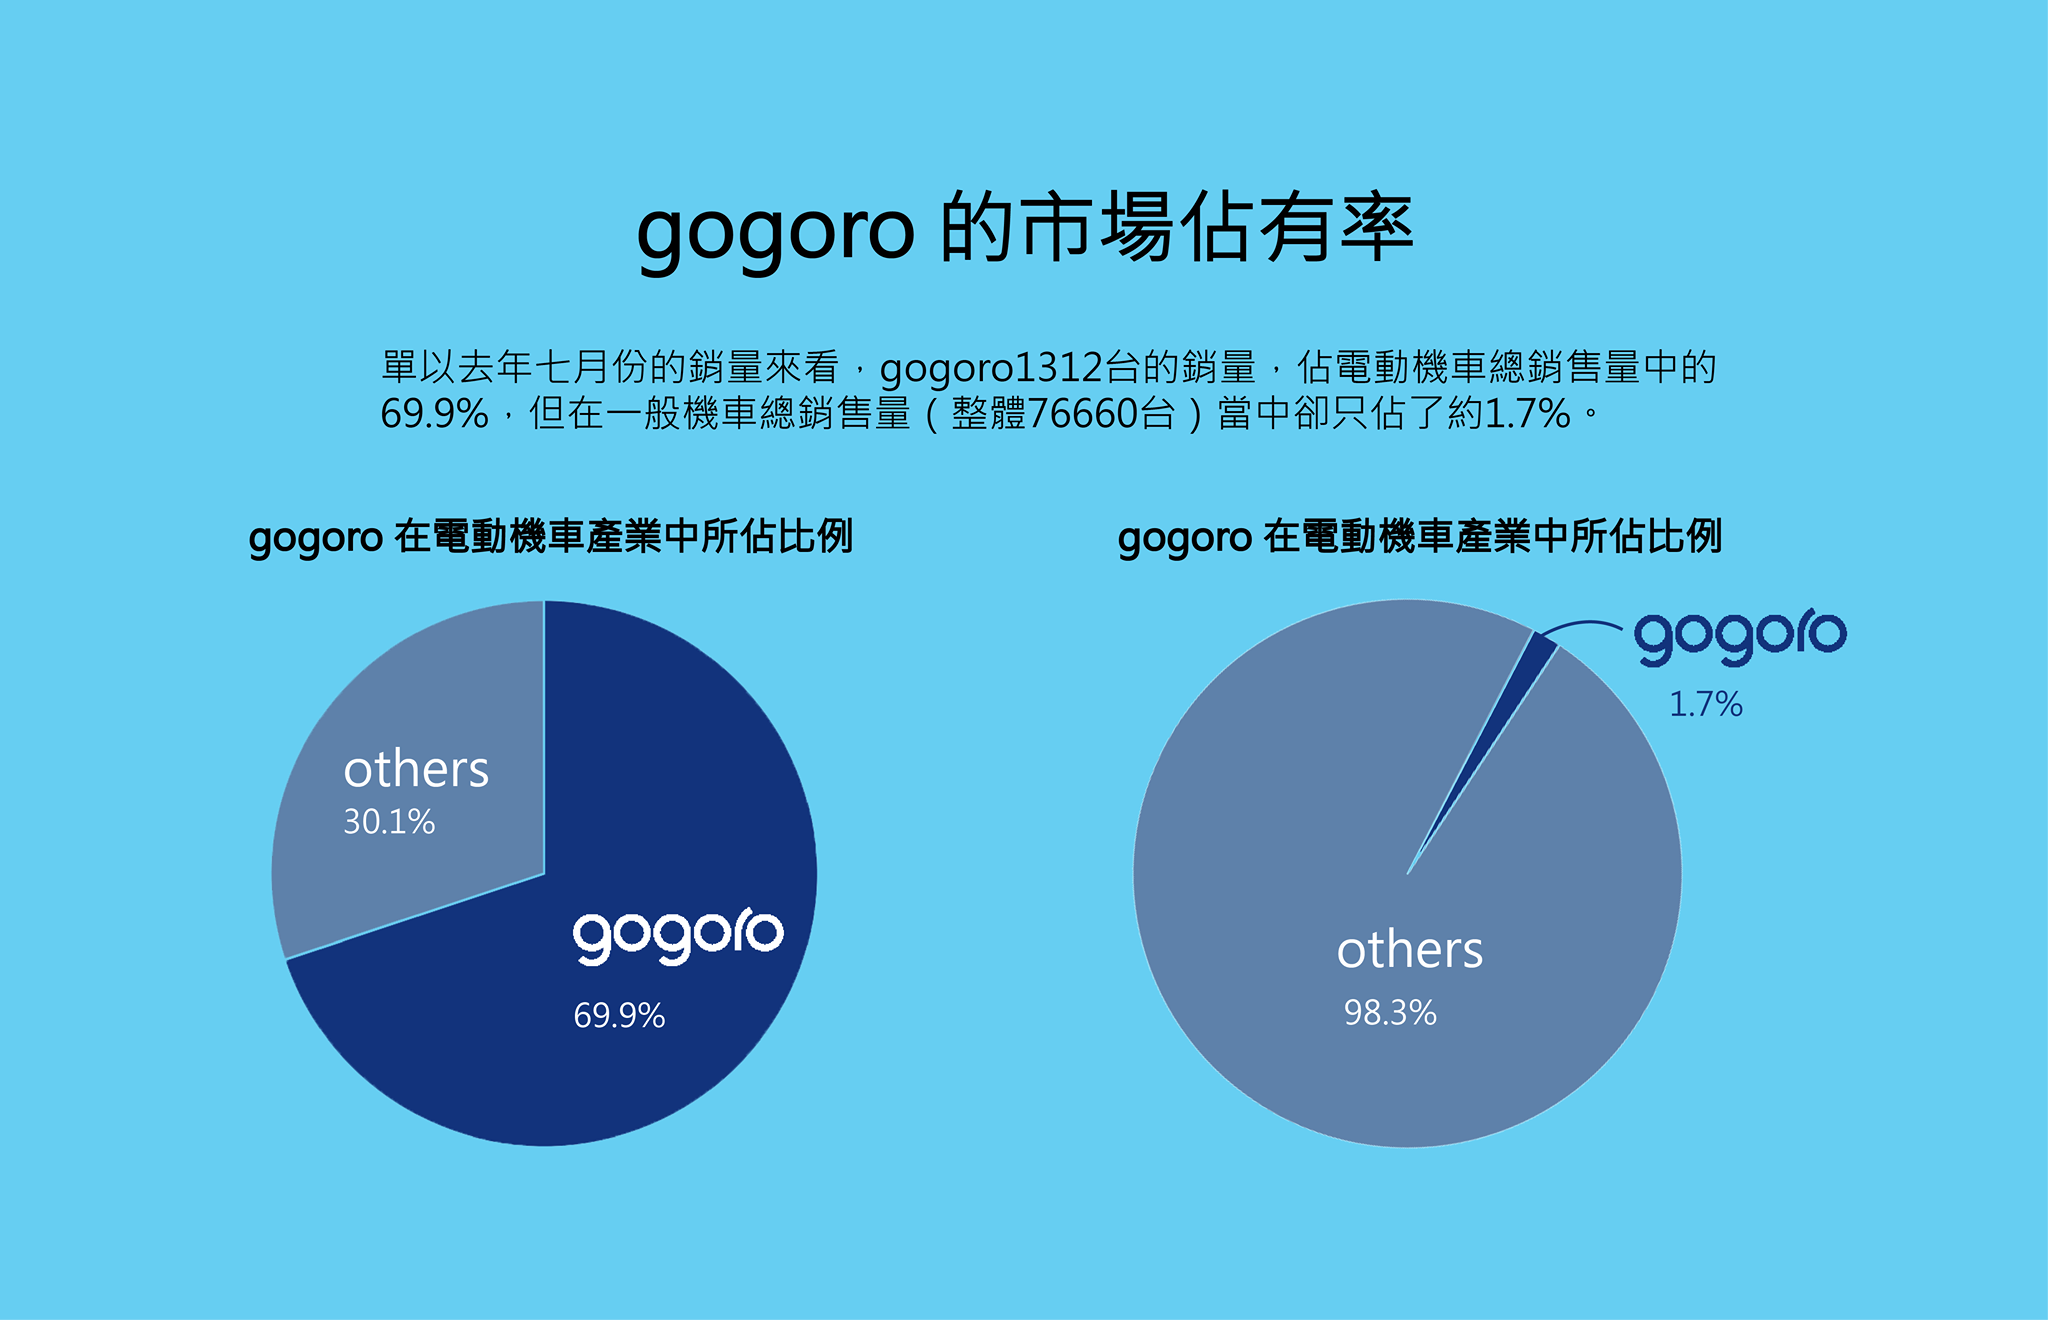 gogoro 的市場佔有率
單以去年七月份的銷量來看，gogoro1312台的銷量，佔電動機車總銷售量中的
69.9%，但在一般機車總銷售量（整體76660台）當中卻只佔了約1.7%。
gogoro 在電動機車產業中所佔比例
others
30.1%
gogoro
69.9%
gogoro 在電動機車產業中所佔比例
gogoro
1.7%
others
98.3%